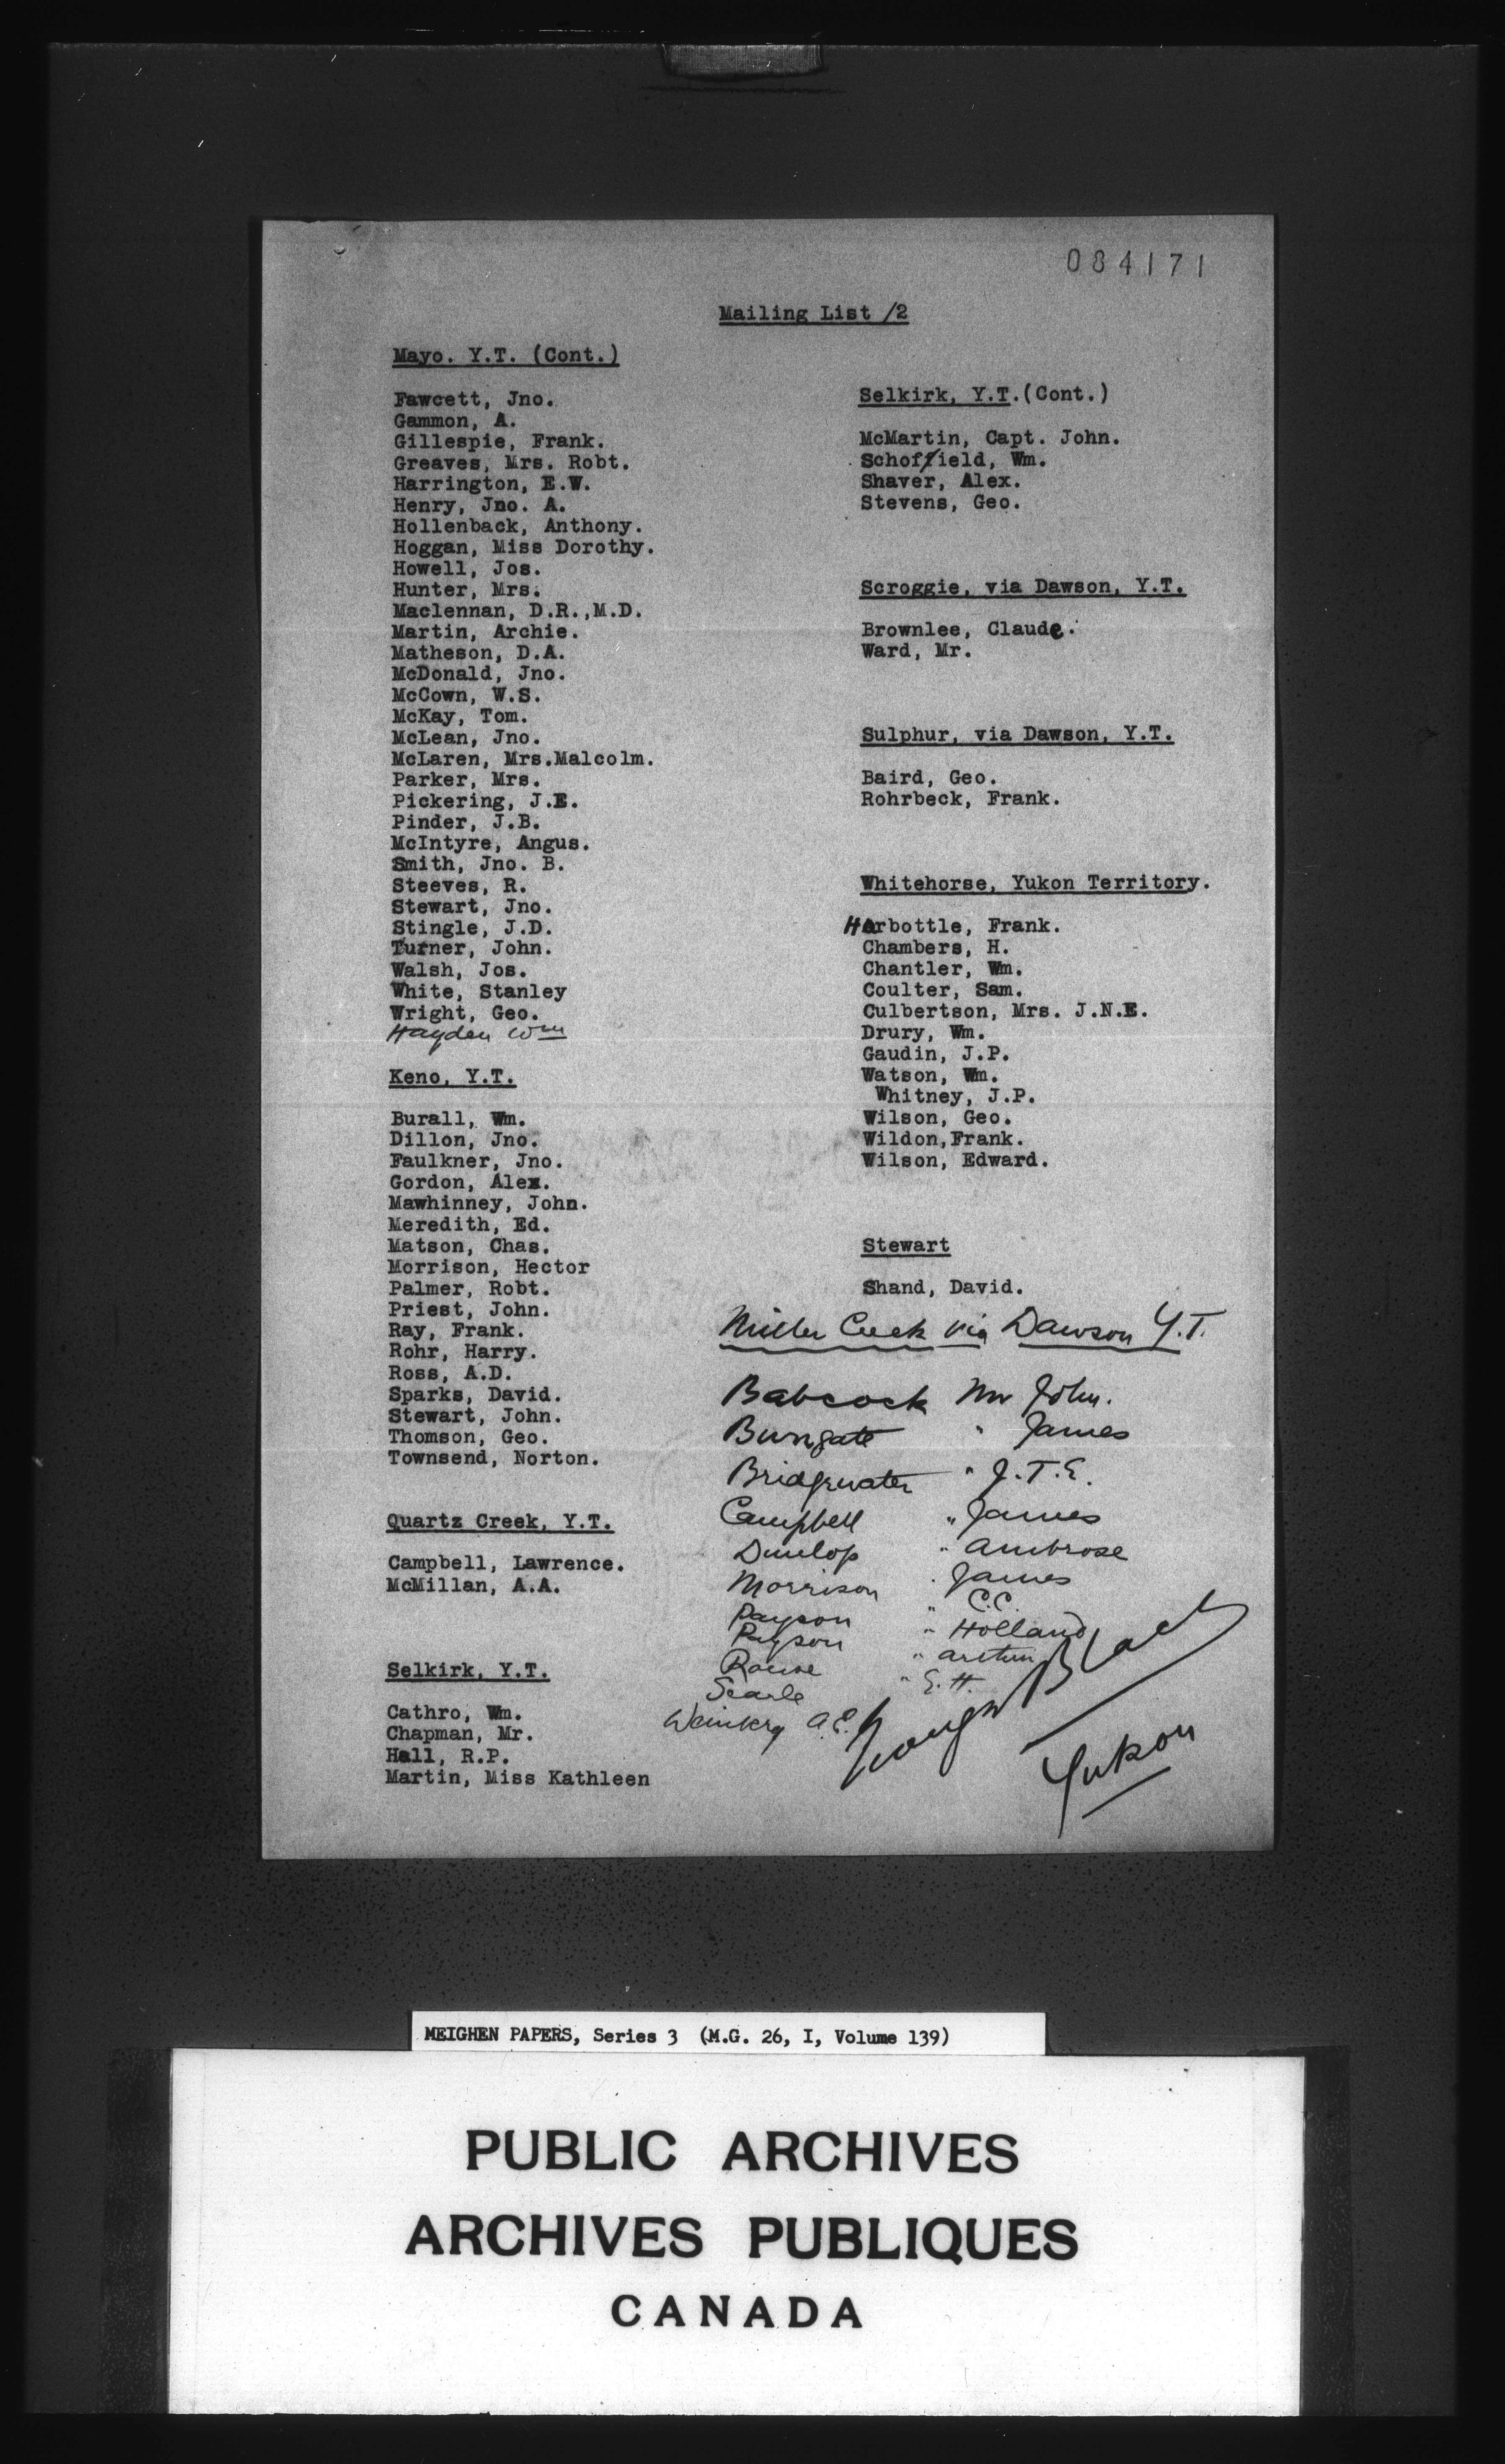 084171
Mailing List /2
Mayo. Y.T. (Cont.)
Fawcett, Jno.
Gammon, A.
Gillespie, Frank.
Greaves, Mrs. Robt.
Harrington, E.W.
Henry, Jno. A.
Hollenback, Anthony.
Hoggan, Miss Dorothy.
Howell, Jos.
Hunter, Mrs.
Maclennan, D.R.,M.D.
Martin, Archie.
Matheson, D.A.
McDonald, Jno.
McCown, W.S.
McKay, Tom.
McLean, Jno.
McLaren, Mrs.Malcolm.
Parker, Mrs.
Pickering, J.E.
Pinder, J.B.
McIntyre, Angus.
Smith, Jno. B.
Steeves, R.
Stewart, Jno.
Stingle, J.D.
Turner, John.
Walsh, Jos.
White, Stanley
Wright, Geo.
Hayden Wm
Keno, Y.T.
Burall, Wm.
Dillon, Jno.
Faulkner, Jno.
Gordon, Alex.
Mawhinney, John.
Meredith, Ed.
Matson, Chas.
Morrison, Hector
Palmer, Robt.
Priest, John.
Ray, Frank.
Rohr, Harry.
Ross, A.D.
Sparks, David.
Stewart, John.
Thomson, Geo.
Townsend, Norton.
Quartz Creek, Y.T.
Campbell, Lawrence.
McMillan, A.A.
Selkirk, Y.T.
Cathro, Wm.
Chapman, Mr.
Hall, R.P.
Martin, Miss Kathleen
Selkirk, Y.T.(Cont.)
McMartin, Capt. John.
Schoffield, Wm.
Shaver, Alex.
Stevens, Geo.
Scroggie, via Dawson, Y.T.
Brownlee, Claude.
Ward, Mr.
Sulphur, via Dawson, Y.T.
Baird, Geo.
Rohrbeck, Frank.
Whitehorse, Yukon Territory.
Harbottle, Frank.
Chambers, H.
Chantler, Wm.
Coulter, Sam.
Culbertson, Mrs. J.N.E.
Drury, Wm.
Gaudin, J.P.
Watson, Wm.
Whitney, J.P.
Wilson, Geo.
Wildon,Frank.
Wilson, Edward.
Stewart
Shand, David.
Miller Creek via Dawson Y.T.
Babcock Mr John.
Bungate " James
Bridgewater " J.T.E.
Campbell " James
Dunlop " Ambrose
Morrison " James
Payson " C.C.
Payson " Holland
Rouse " Arthur
Searle " E.H.
Weinberg A.E.
George Black
Yukon
MEIGHEN PAPERS, Series 3 (M.G. 26, I, Volume 139)
PUBLIC ARCHIVES
ARCHIVES PUBLIQUES
CANADA